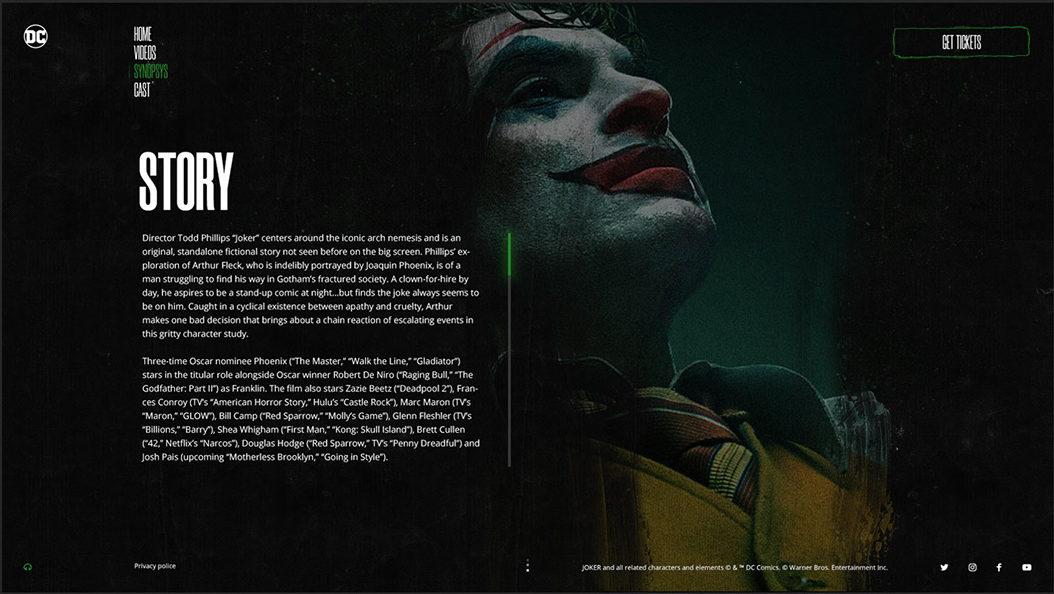 DC
HOME
VIDEOS
SYNOPSYS
CAST
GET TICKETS
STORY
Director Todd Phillips “Joker” centers around the iconic arch nemesis and is an
original, standalone fictional story not seen before on the big screen. Phillips’ ex-
ploration of Arthur Fleck, who is indelibly portrayed by Joaquin Phoenix, is of a
man struggling to find his way in Gotham’s fractured society. A clown-for-hire by
day, he aspires to be a stand-up comic at night...but finds the joke always seems to
be on him. Caught in a cyclical existence between apathy and cruelty, Arthur
makes one bad decision that brings about a chain reaction of escalating events in
this gritty character study.
Three-time Oscar nominee Phoenix (“The Master,” “Walk the Line,” “Gladiator”)
stars in the titular role alongside Oscar winner Robert De Niro (“Raging Bull,” “The
Godfather: Part II”) as Franklin. The film also stars Zazie Beetz (“Deadpool 2”), Fran-
ces Conroy (TV’s “American Horror Story,” Hulu’s “Castle Rock”), Marc Maron (TV’s
“Maron,” “GLOW”), Bill Camp (“Red Sparrow,” “Molly’s Game”), Glenn Fleshler (TV’s
“Billions,” “Barry”), Shea Whigham (“First Man,” “Kong: Skull Island”), Brett Cullen
(“42,” Netflix’s “Narcos”), Douglas Hodge (“Red Sparrow,” TV’s “Penny Dreadful”) and
Josh Pais (upcoming “Motherless Brooklyn,” “Going in Style”).
Privacy police
JOKER and all related characters and elements © & ™ DC Comics. © Warner Bros. Entertainment Inc.